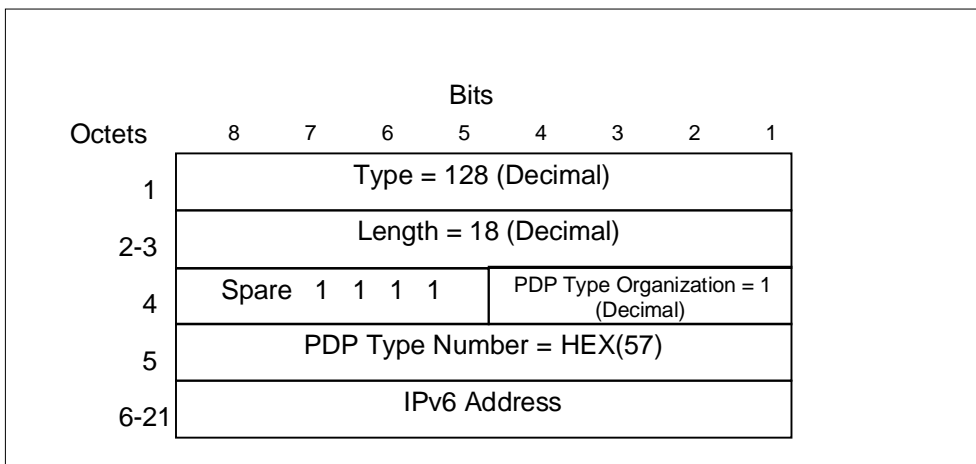 Bits
Octets 8 7 6 5 4 3 2 1
1 Type = 128 (Decimal)
2-3 Length = 18 (Decimal)
4 Spare 1 1 1 1 PDP Type Organization = 1
(Decimal)
5 PDP Type Number = HEX(57)
6-21 IPv6 Address